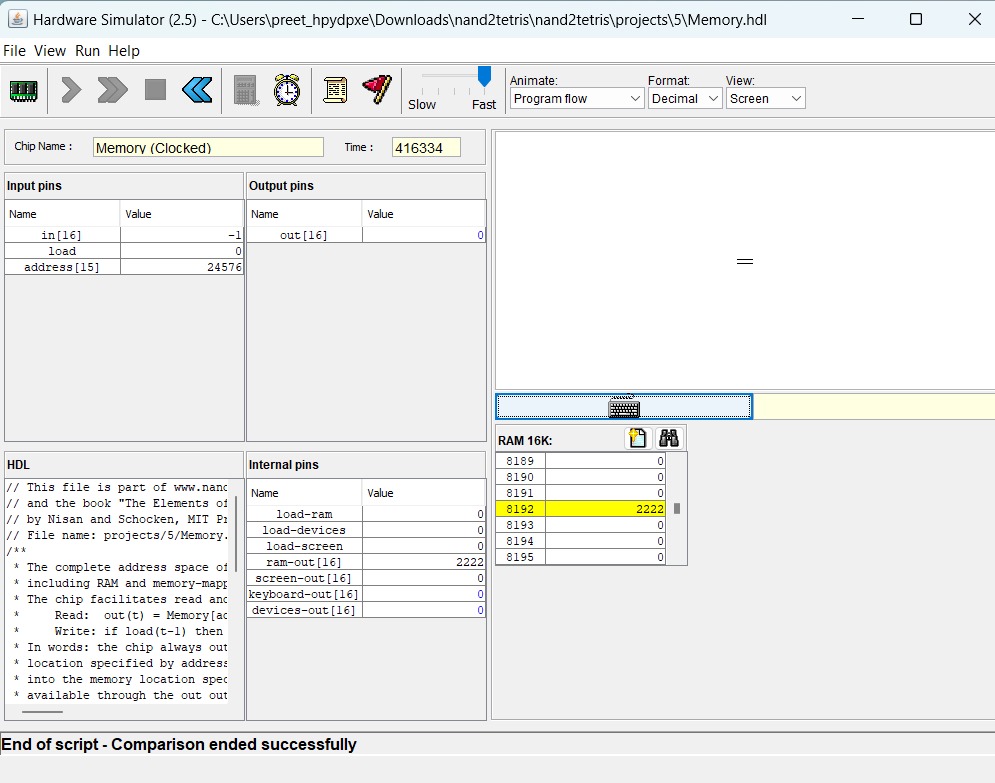 Hardware Simulator (2.5) - C:\Users\preet_hpydpxe\Downloads\nand2tetris\nand2tetris\projects\5\Memory.hdl
File View Run Help
Slow Fast
Animate: Format: View:
Program flow Decimal Screen
Chip Name : Memory (Clocked) Time : 416334
Input pins
Name Value
in[16] -1
load 0
address[15] 24576
Output pins
Name Value
out[16] 0
HDL
// This file is part of www.nand
// and the book "The Elements of
// by Nisan and Schocken, MIT Pr
// File name: projects/5/Memory.
/**
* The complete address space of
* including RAM and memory-mapp
* The chip facilitates read and
* Read: out(t) = Memory[ad
* Write: if load(t-1) then
* In words: the chip always out
* location specified by address
* into the memory location spec
* available through the out out
Internal pins
Name Value
load-ram 0
load-devices 0
load-screen 0
ram-out[16] 2222
screen-out[16] 0
keyboard-out[16] 0
devices-out[16] 0
RAM 16K:
8189 0
8190 0
8191 0
8192 2222
8193 0
8194 0
8195 0
End of script - Comparison ended successfully